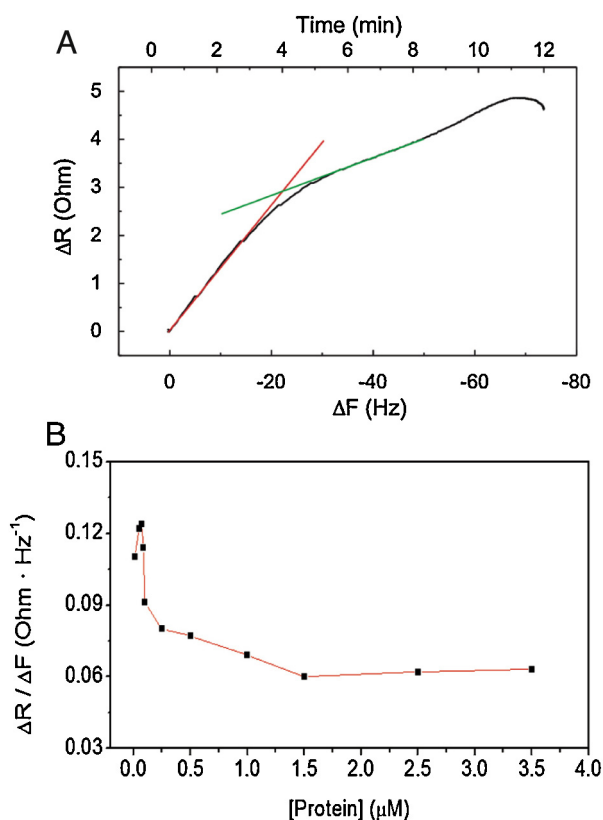 A
Time (min)
0 2 4 6 8 10 12
5
4
3
2
1
0
ΔR (Ohm)
0 -20 -40 -60 -80
ΔF (Hz)
B
0.15
0.12
0.09
0.06
0.03
ΔR / ΔF (Ohm · Hz⁻¹)
0.0 0.5 1.0 1.5 2.0 2.5 3.0 3.5 4.0
[Protein] (μM)